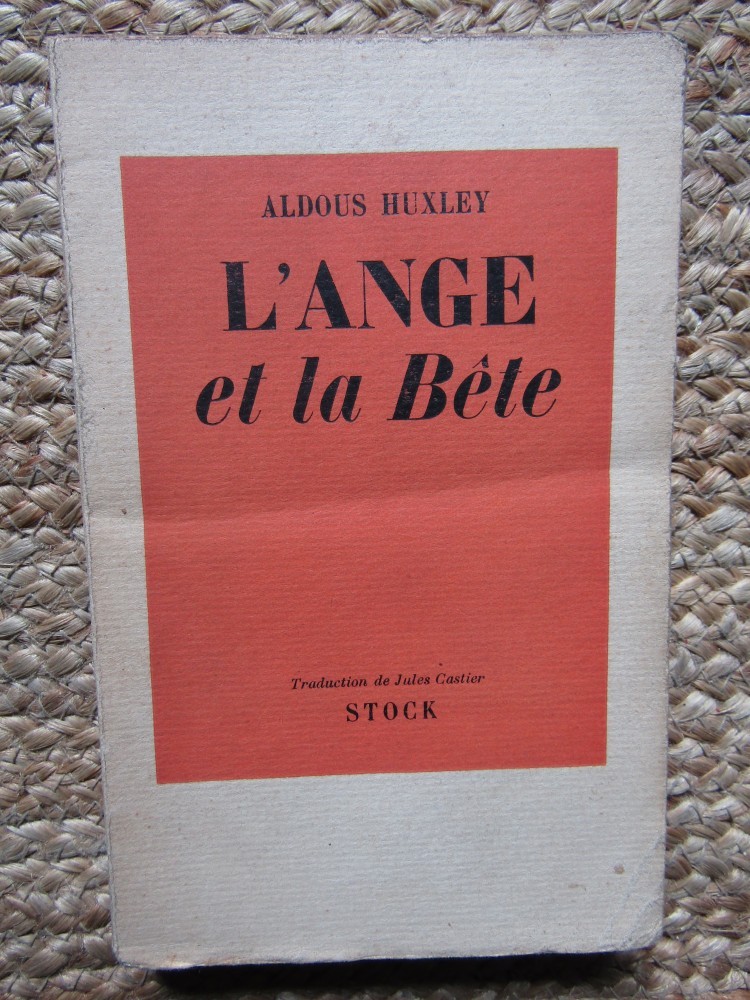 ALDOUS HUXLEY
L'ANGE
et la Bête
Traduction de Jules Castier
STOCK